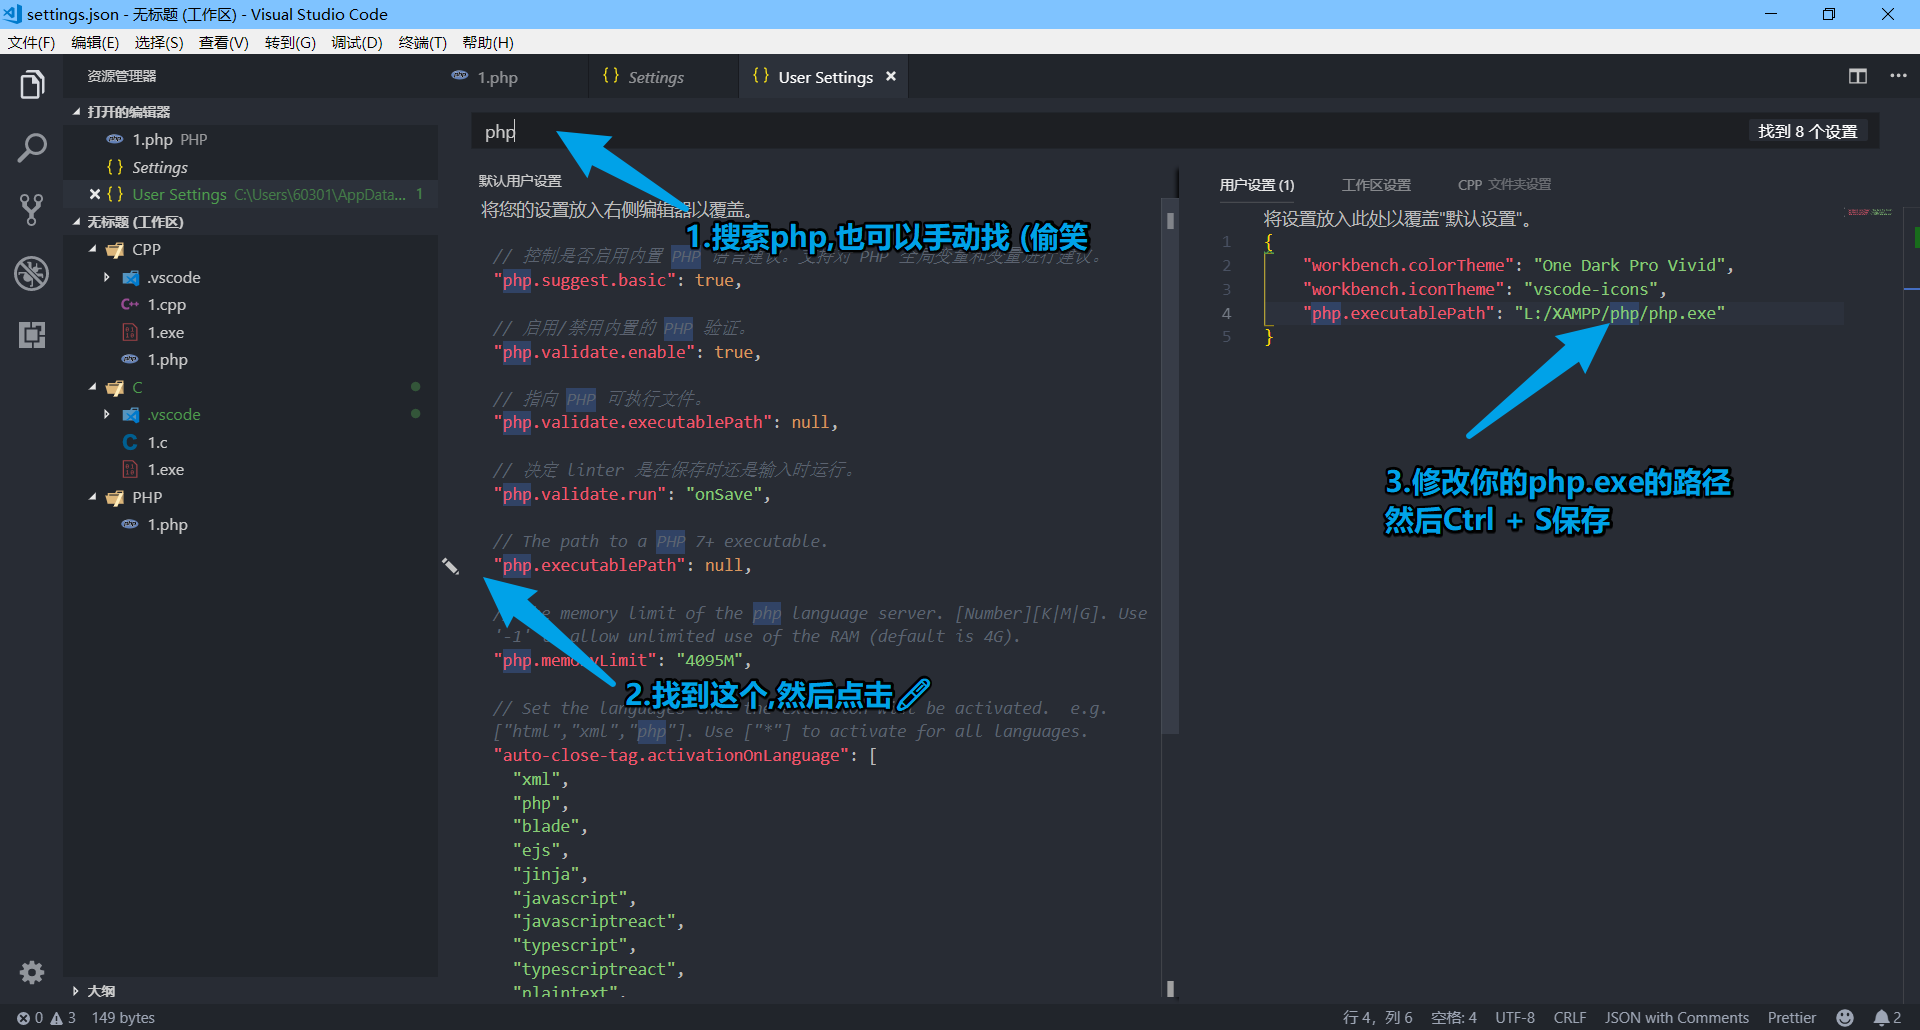 settings.json - 无标题 (工作区) - Visual Studio Code
文件(F) 编辑(E) 选择(S) 查看(V) 转到(G) 调试(D) 终端(T) 帮助(H)
资源管理器
1.php
{ } Settings
{ } User Settings ×
打开的编辑器
1.php PHP
{ } Settings
× { } User Settings C:\Users\60301\AppData... 1
无标题 (工作区)
CPP
.vscode
1.cpp
1.exe
1.php
C
.vscode
1.c
1.exe
PHP
1.php
大纲
php
找到 8 个设置
1.搜索php,也可以手动找 (偷笑
默认用户设置
将您的设置放入右侧编辑器以覆盖。
// 控制是否启用内置 PHP 语言建议。支持对 PHP 全局变量和变量进行建议。
"php.suggest.basic": true,
// 启用/禁用内置的 PHP 验证。
"php.validate.enable": true,
// 指向 PHP 可执行文件。
"php.validate.executablePath": null,
// 决定 linter 是在保存时还是输入时运行。
"php.validate.run": "onSave",
// The path to a PHP 7+ executable.
"php.executablePath": null,
// memory limit of the php language server. [Number][K|M|G]. Use
'-1' allow unlimited use of the RAM (default is 4G).
"php.memoryLimit": "4095M",
2.找到这个,然后点击
// Set the languages that the extension will be activated. e.g.
["html","xml","php"]. Use ["*"] to activate for all languages.
"auto-close-tag.activationOnLanguage": [
"xml",
"php",
"blade",
"ejs",
"jinja",
"javascript",
"javascriptreact",
"typescript",
"typescriptreact",
"plaintext",
用户设置 (1) 工作区设置 CPP 文件夹设置
将设置放入此处以覆盖"默认设置"。
1 {
2 "workbench.colorTheme": "One Dark Pro Vivid",
3 "workbench.iconTheme": "vscode-icons",
4 "php.executablePath": "L:/XAMPP/php/php.exe"
5 }
3.修改你的php.exe的路径
然后Ctrl + S保存
0 3 149 bytes
行 4，列 6 空格: 4 UTF-8 CRLF JSON with Comments Prettier 2